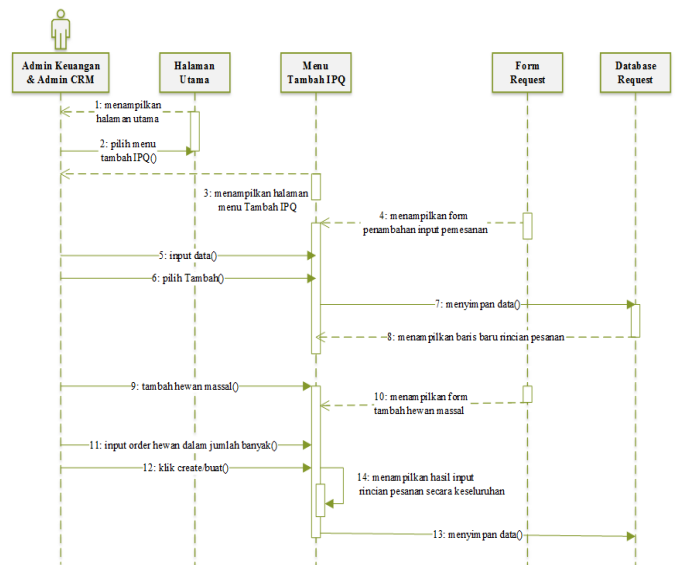 Admin Keuangan
& Admin CRM
Halaman
Utama
Menu
Tambah IPQ
Form
Request
Database
Request
1: menampilkan
halaman utama
2: pilih menu
tambah IPQ()
3: menampilkan halaman
menu Tambah IPQ
4: menampilkan form
penambahan input pemesanan
5: input data()
6: pilih Tambah()
7: menyimpan data()
8: menampilkan baris baru rincian pesanan
9: tambah hewan massal()
10: menampilkan form
tambah hewan massal
11: input order hewan dalam jumlah banyak()
12: klik create/buat()
14: menampilkan hasil input
rincian pesanan secara keseluruhan
13: menyimpan data()